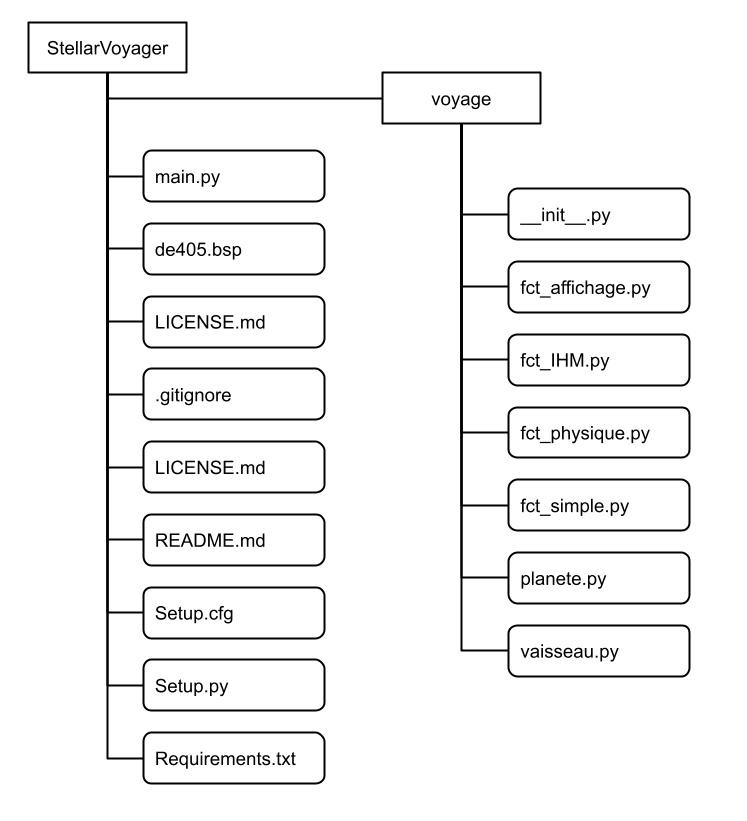 StellarVoyager
voyage
main.py
de405.bsp
LICENSE.md
.gitignore
LICENSE.md
README.md
Setup.cfg
Setup.py
Requirements.txt
__init__.py
fct_affichage.py
fct_IHM.py
fct_physique.py
fct_simple.py
planete.py
vaisseau.py